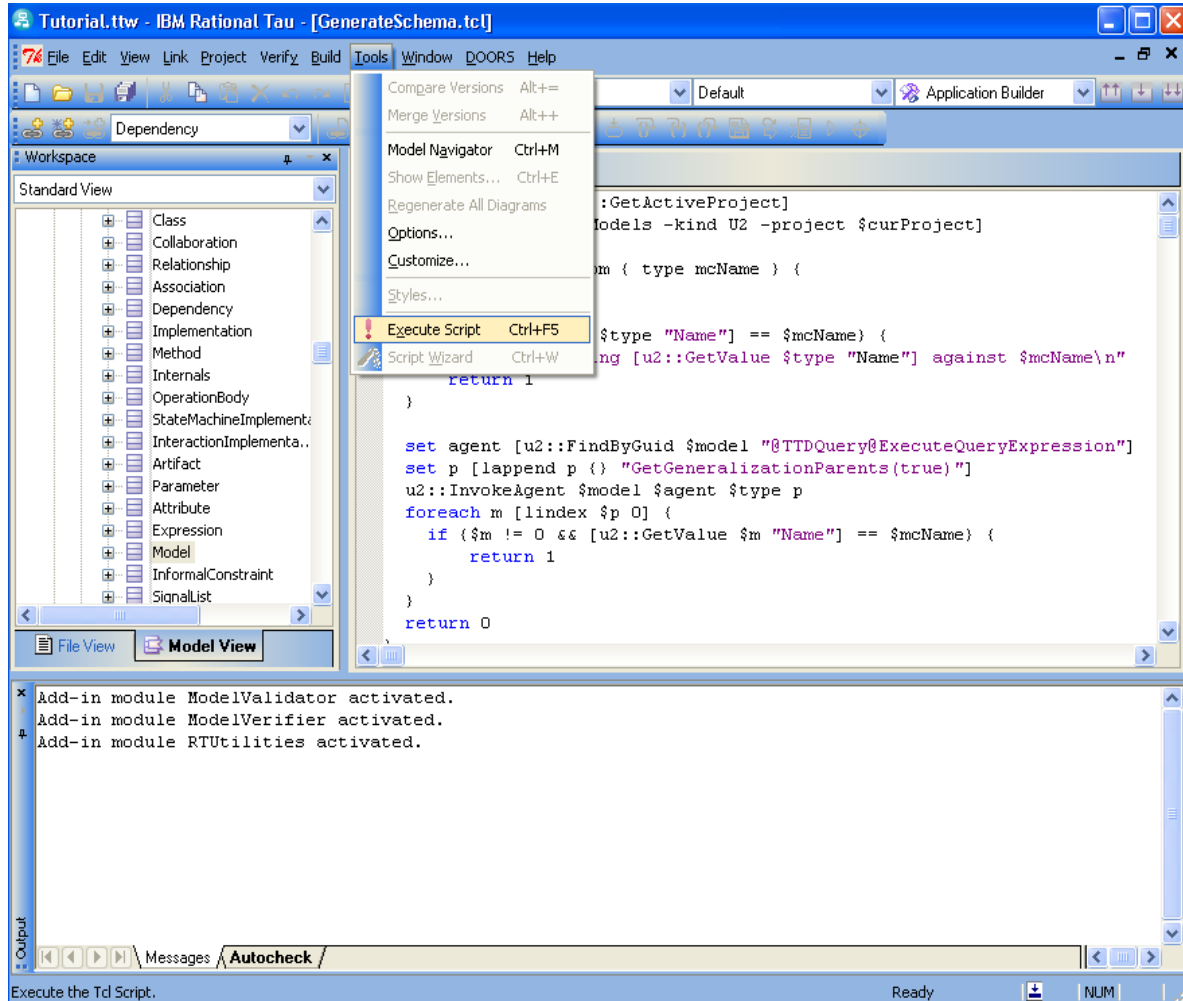 Tutorial.ttw - IBM Rational Tau - [GenerateSchema.tcl]
File Edit View Link Project Verify Build Tools Window DOORS Help
Default
Application Builder
Dependency
Workspace
Standard View
Class
Collaboration
Relationship
Association
Dependency
Implementation
Method
Internals
OperationBody
StateMachineImplement
InteractionImplementa..
Artifact
Parameter
Attribute
Expression
Model
InformalConstraint
SignalList
File View
Model View
Compare Versions Alt+=
Merge Versions Alt++
Model Navigator Ctrl+M
Show Elements... Ctrl+E
Regenerate All Diagrams
Options...
Customize...
Styles...
Execute Script Ctrl+F5
Script Wizard Ctrl+W
:GetActiveProject]
odels -kind U2 -project $curProject]
om { type mcName } {
$type "Name"] == $mcName} {
ing [u2::GetValue $type "Name"] against $mcName\n"
return 1
}
set agent [u2::FindByGuid $model "@TTDQuery@ExecuteQueryExpression"]
set p [lappend p {} "GetGeneralizationParents(true)"]
u2::InvokeAgent $model $agent $type p
foreach m [lindex $p 0] {
if {$m != 0 && [u2::GetValue $m "Name"] == $mcName} {
return 1
}
}
return 0
Add-in module ModelValidator activated.
Add-in module ModelVerifier activated.
Add-in module RTUtilities activated.
Output
Messages
Autocheck
Execute the Tcl Script.
Ready
NUM